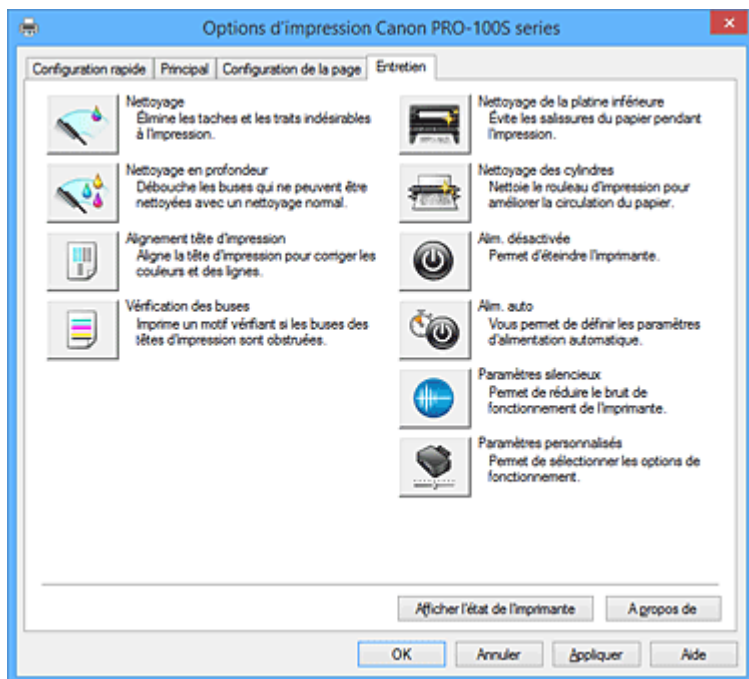 Options d'impression Canon PRO-100S series
Configuration rapide
Principal
Configuration de la page
Entretien
Nettoyage
Élimine les taches et les traits indésirables
à l'impression.
Nettoyage en profondeur
Débouche les buses qui ne peuvent être
nettoyées avec un nettoyage normal.
Alignement tête d'impression
Aligne la tête d'impression pour corriger les
couleurs et des lignes.
Vérification des buses
Imprime un motif vérifiant si les buses des
têtes d'impression sont obstruées.
Nettoyage de la platine inférieure
Évite les salissures du papier pendant
l'impression.
Nettoyage des cylindres
Nettoie le rouleau d'impression pour
améliorer la circulation du papier.
Alim. désactivée
Permet d'éteindre l'imprimante.
Alim. auto
Vous permet de définir les paramètres
d'alimentation automatique.
Paramètres silencieux
Permet de réduire le bruit de
fonctionnement de l'imprimante.
Paramètres personnalisés
Permet de sélectionner les options de
fonctionnement.
Afficher l'état de l'imprimante
A propos de
OK
Annuler
Appliquer
Aide